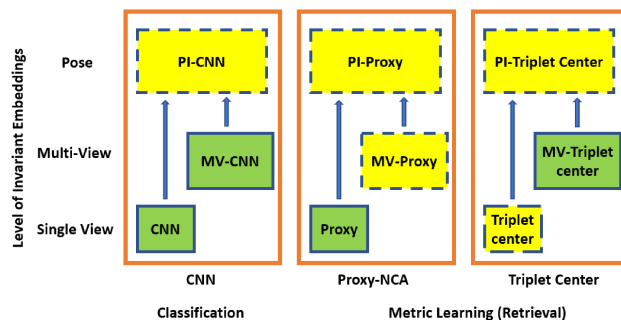 Level of Invariant Embeddings
Pose
PI-CNN
PI-Proxy
PI-Triplet Center
Multi-View
MV-CNN
MV-Proxy
MV-Triplet
center
Single View
CNN
Proxy
Triplet
center
CNN
Proxy-NCA
Triplet Center
Classification
Metric Learning (Retrieval)